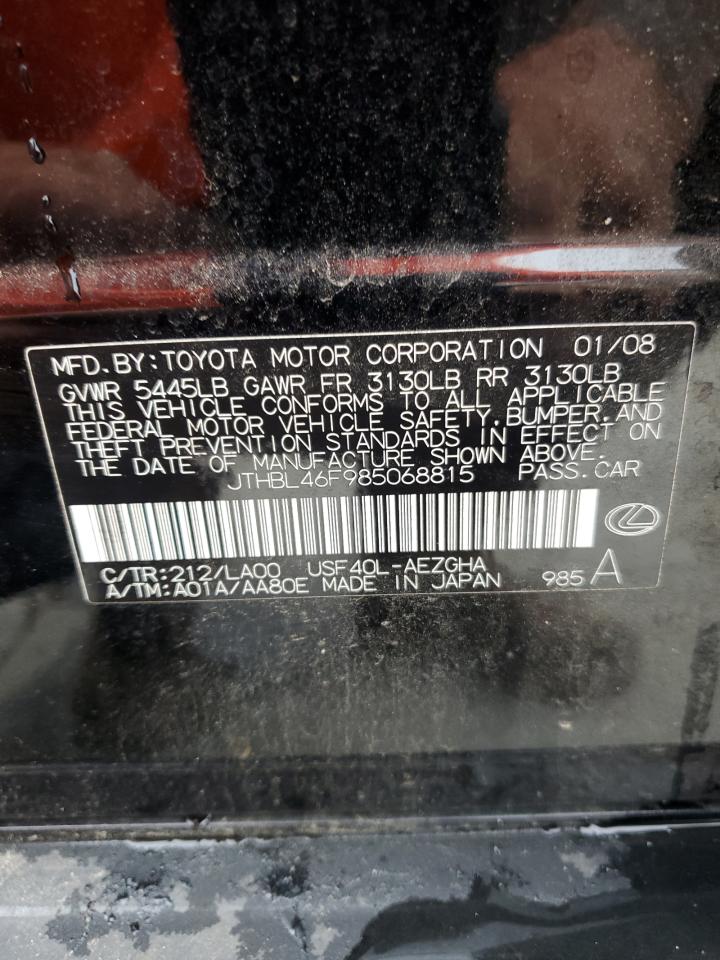 MFD.BY:TOYOTA MOTOR CORPORATION 01/08
GVWR 5445LB GAWR FR 3130LB RR 3130LB
THIS VEHICLE CONFORMS TO ALL APPLICABLE
FEDERAL MOTOR VEHICLE SAFETY,BUMPER,AND
THEFT PREVENTION STANDARDS IN EFFECT ON
THE DATE OF MANUFACTURE SHOWN ABOVE.
JTHBL46F985068815 PASS.CAR
C/TR:212/LA00 USF40L-AEZGHA
A/TM:A01A/AA80E MADE IN JAPAN 985 A